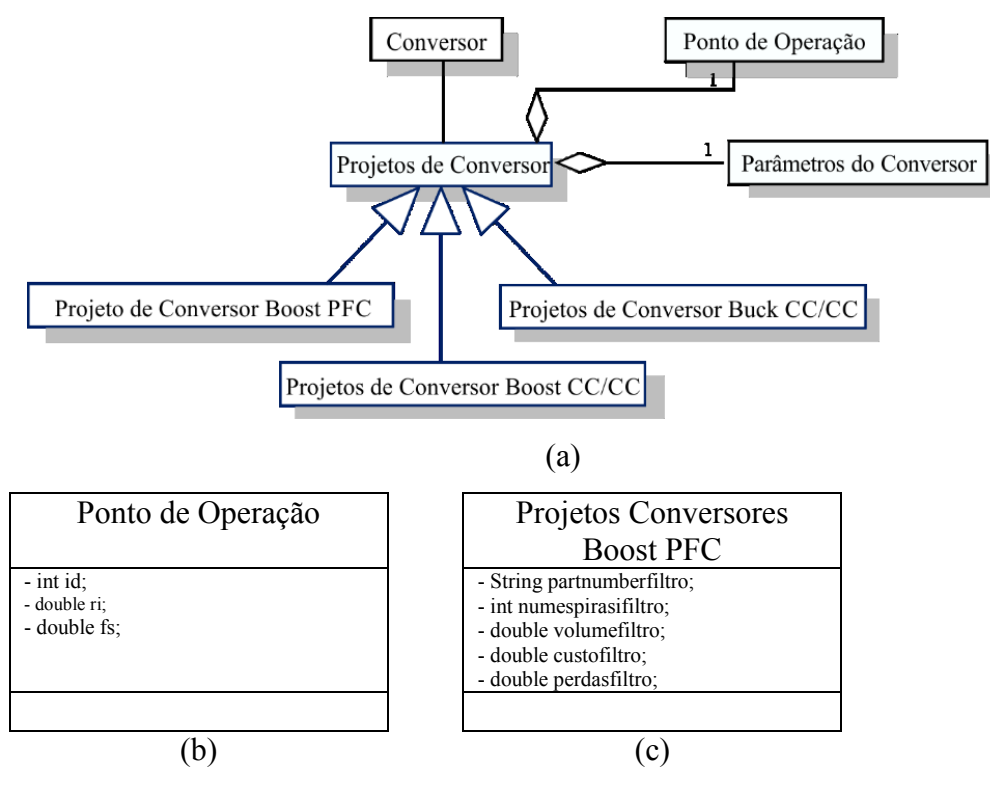 Conversor
Ponto de Operação
1
Projetos de Conversor
1
Parâmetros do Conversor
Projeto de Conversor Boost PFC
Projetos de Conversor Buck CC/CC
Projetos de Conversor Boost CC/CC
(a)
Ponto de Operação
- int id;
- double ri;
- double fs;
(b)
Projetos Conversores
Boost PFC
- String partnumberfiltro;
- int numespirasifiltro;
- double volumefiltro;
- double custofiltro;
- double perdasfiltro;
(c)